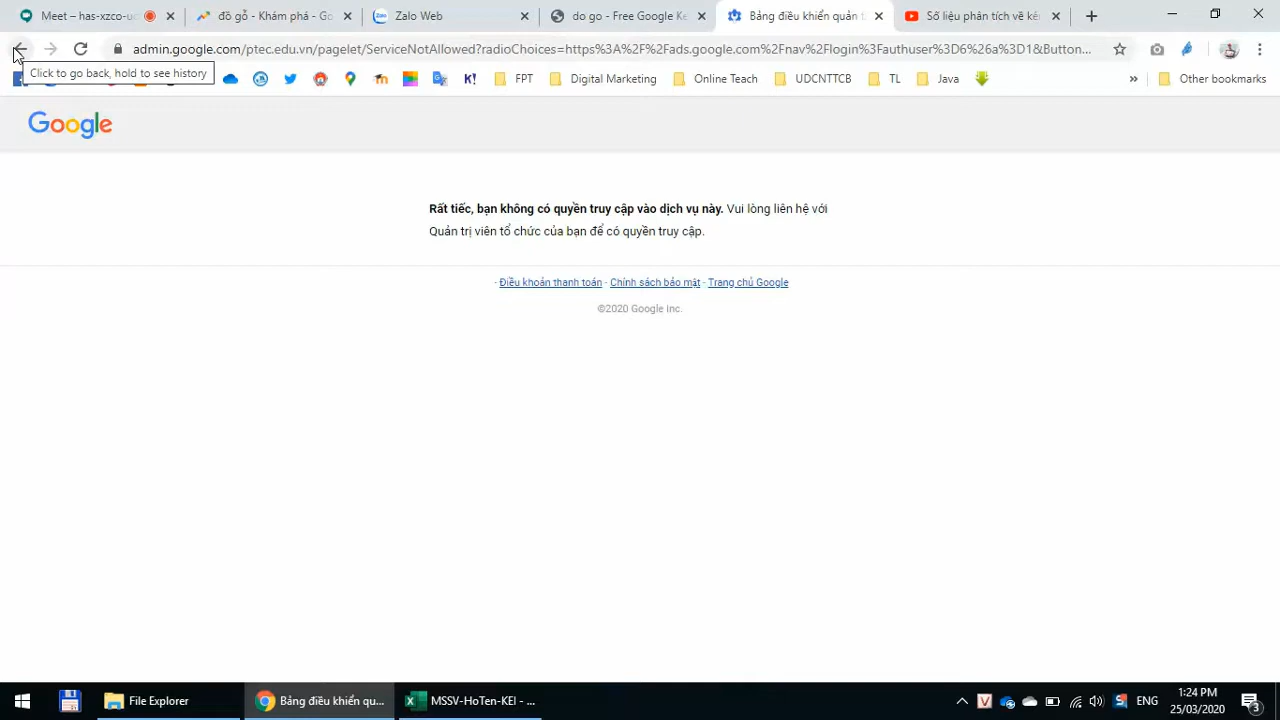 Meet – has-xzco-u
đồ gỗ - Khám phá - Go
Zalo Web
do go - Free Google Ke
Bảng điều khiển quản t
Số liệu phân tích về kê
admin.google.com/ptec.edu.vn/pagelet/ServiceNotAllowed?radioChoices=https%3A%2F%2Fads.google.com%2Fnav%2Flogin%3Fauthuser%3D6%26a%3D1&Button...
Click to go back, hold to see history
FPT
Digital Marketing
Online Teach
UDCNTTCB
TL
Java
»
Other bookmarks
Google
Rất tiếc, bạn không có quyền truy cập vào dịch vụ này. Vui lòng liên hệ với
Quản trị viên tổ chức của bạn để có quyền truy cập.
· Điều khoản thanh toán · Chính sách bảo mật · Trang chủ Google
©2020 Google Inc.
File Explorer
Bảng điều khiển qu...
MSSV-HoTen-KEI - ...
ENG
1:24 PM
25/03/2020
3